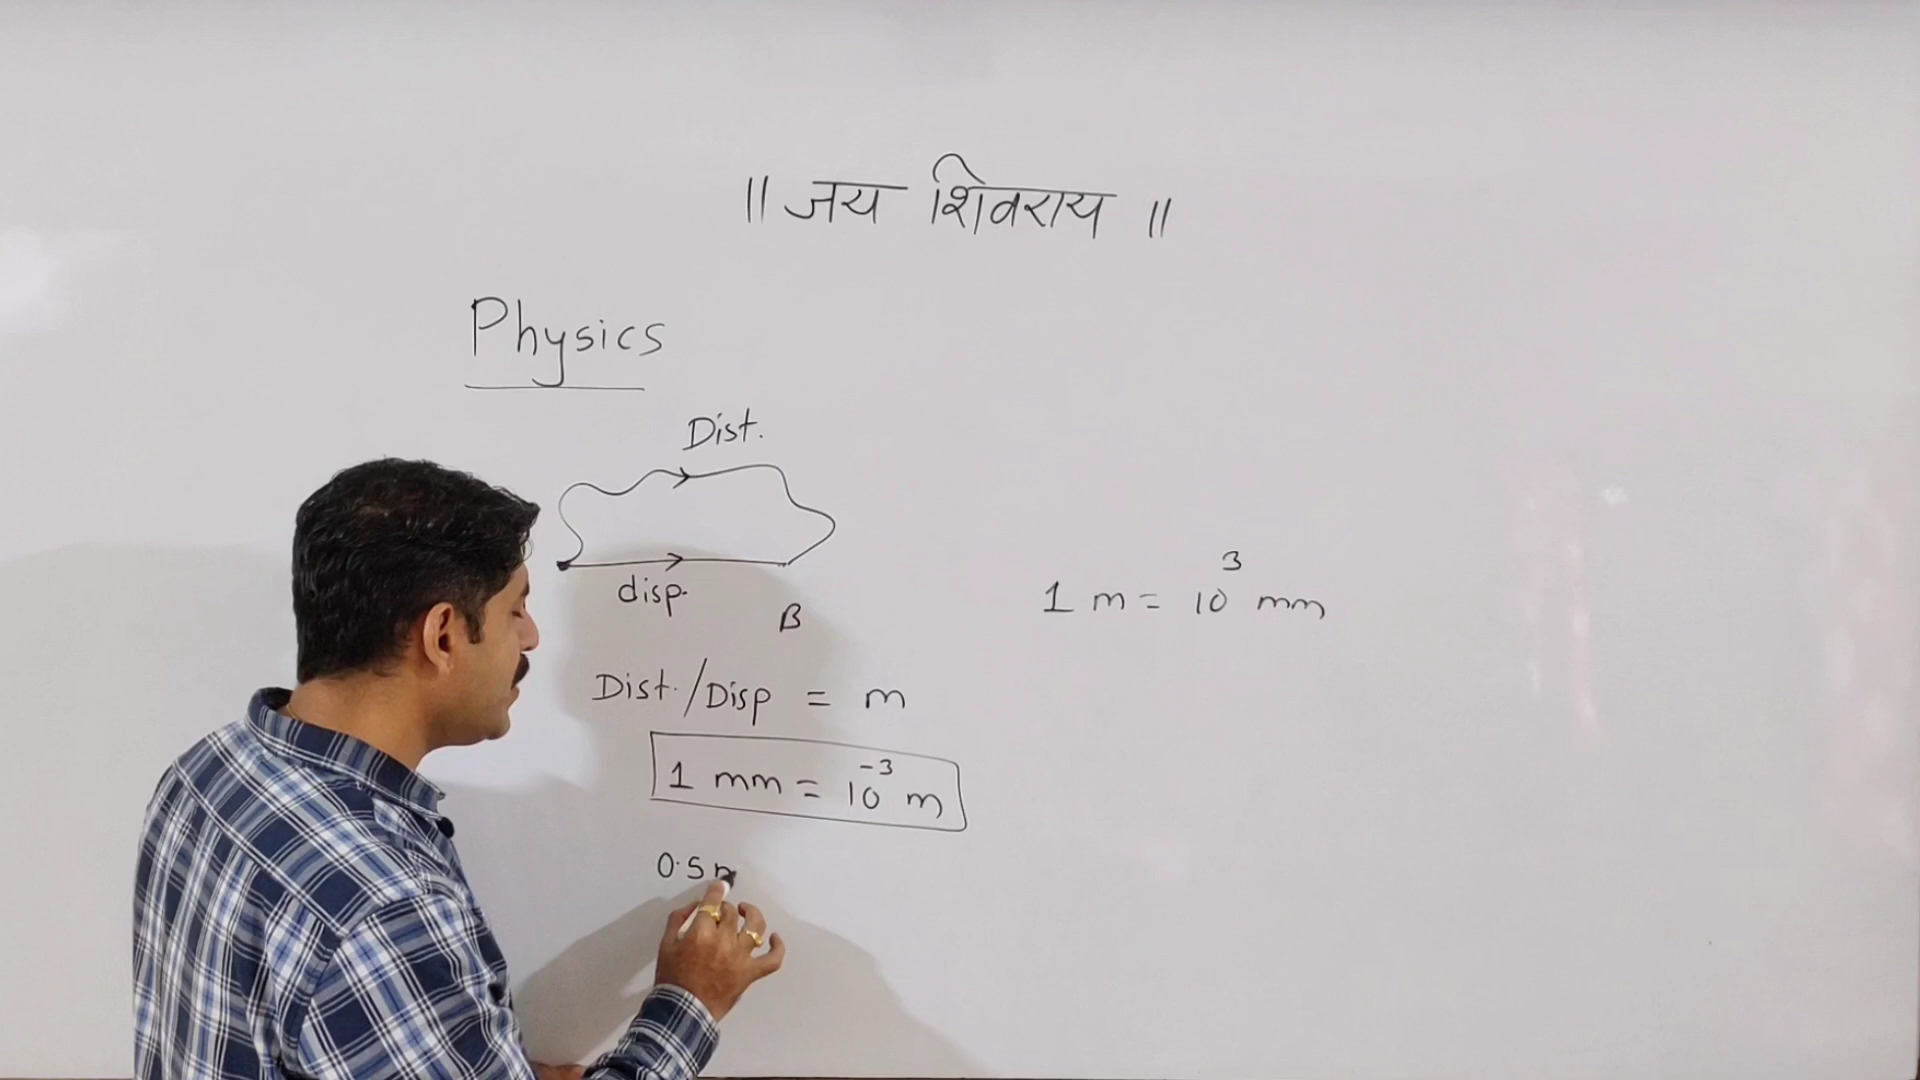 ॥ जय शिवराय ॥
Physics
Dist.
disp.
B
1 m = 10³ mm
Dist./Disp = m
1 mm = 10⁻³ m
0.5